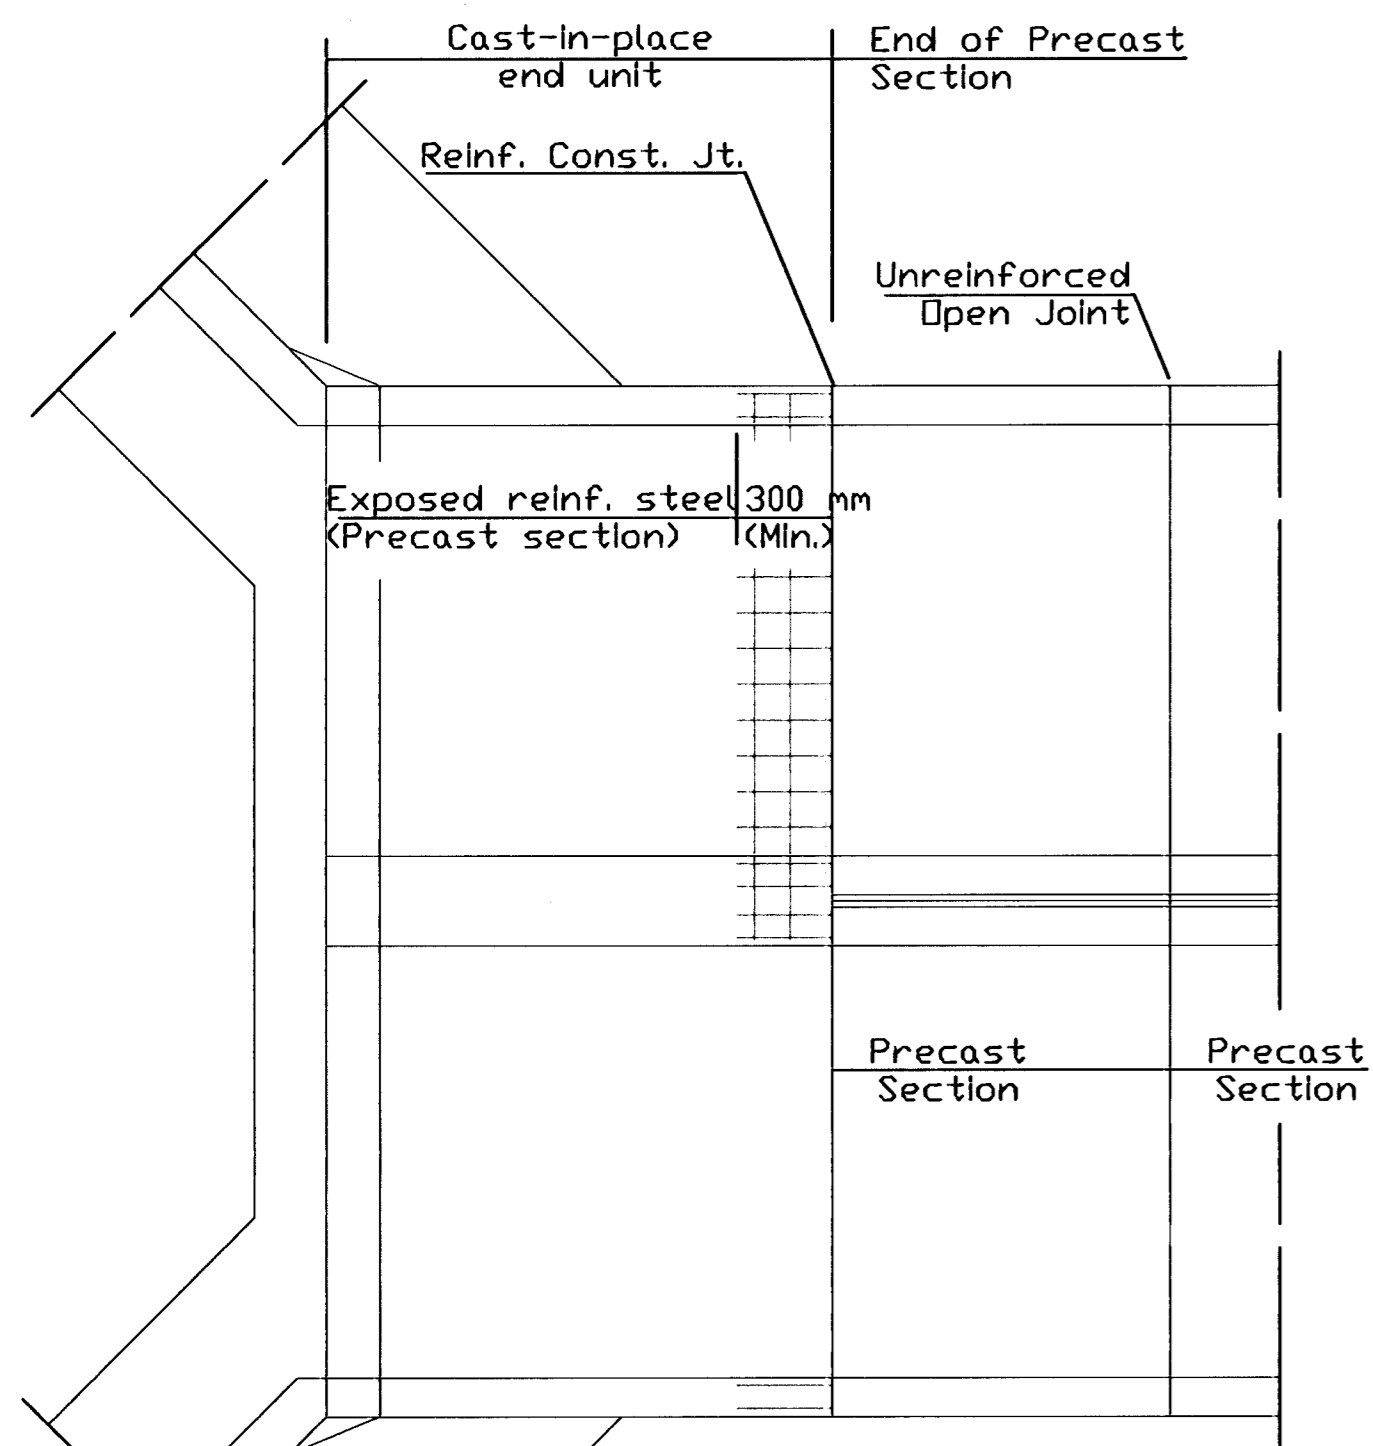 Cast-in-place
end unit
End of Precast
Section
Reinf. Const. Jt.
Unreinforced
Open Joint
Exposed reinf. steel
(Precast section)
300 mm
(Min.)
Precast
Section
Precast
Section